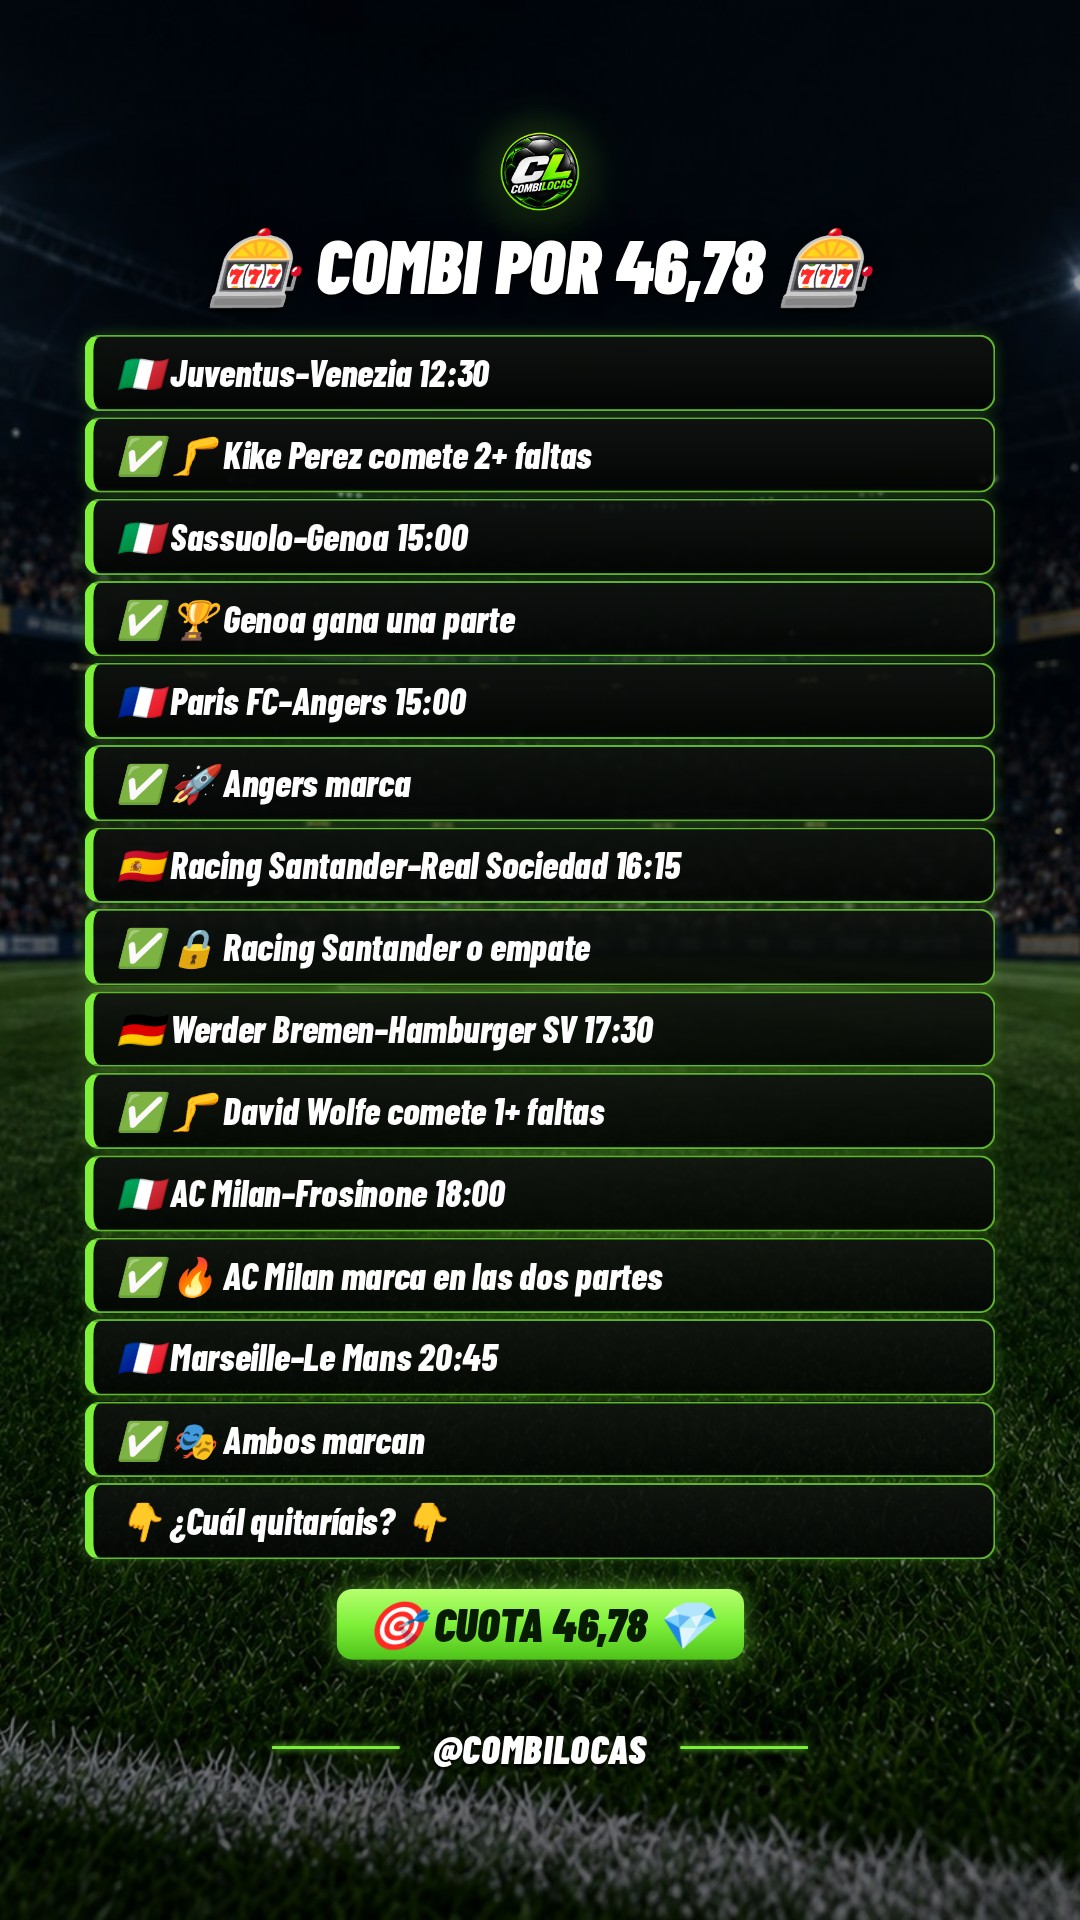 CL
COMBILOCAS
🎰 COMBI POR 46,78 🎰
🇮🇹 Juventus-Venezia 12:30
✅ 🦵 Kike Perez comete 2+ faltas
🇮🇹 Sassuolo-Genoa 15:00
✅ 🏆 Genoa gana una parte
🇫🇷 Paris FC-Angers 15:00
✅ 🚀 Angers marca
🇪🇸 Racing Santander-Real Sociedad 16:15
✅ 🔒 Racing Santander o empate
🇩🇪 Werder Bremen-Hamburger SV 17:30
✅ 🦵 David Wolfe comete 1+ faltas
🇮🇹 AC Milan-Frosinone 18:00
✅ 🔥 AC Milan marca en las dos partes
🇫🇷 Marseille-Le Mans 20:45
✅ 🎭 Ambos marcan
👇 ¿Cuál quitaríais? 👇
🎯 CUOTA 46,78 💎
@COMBILOCAS